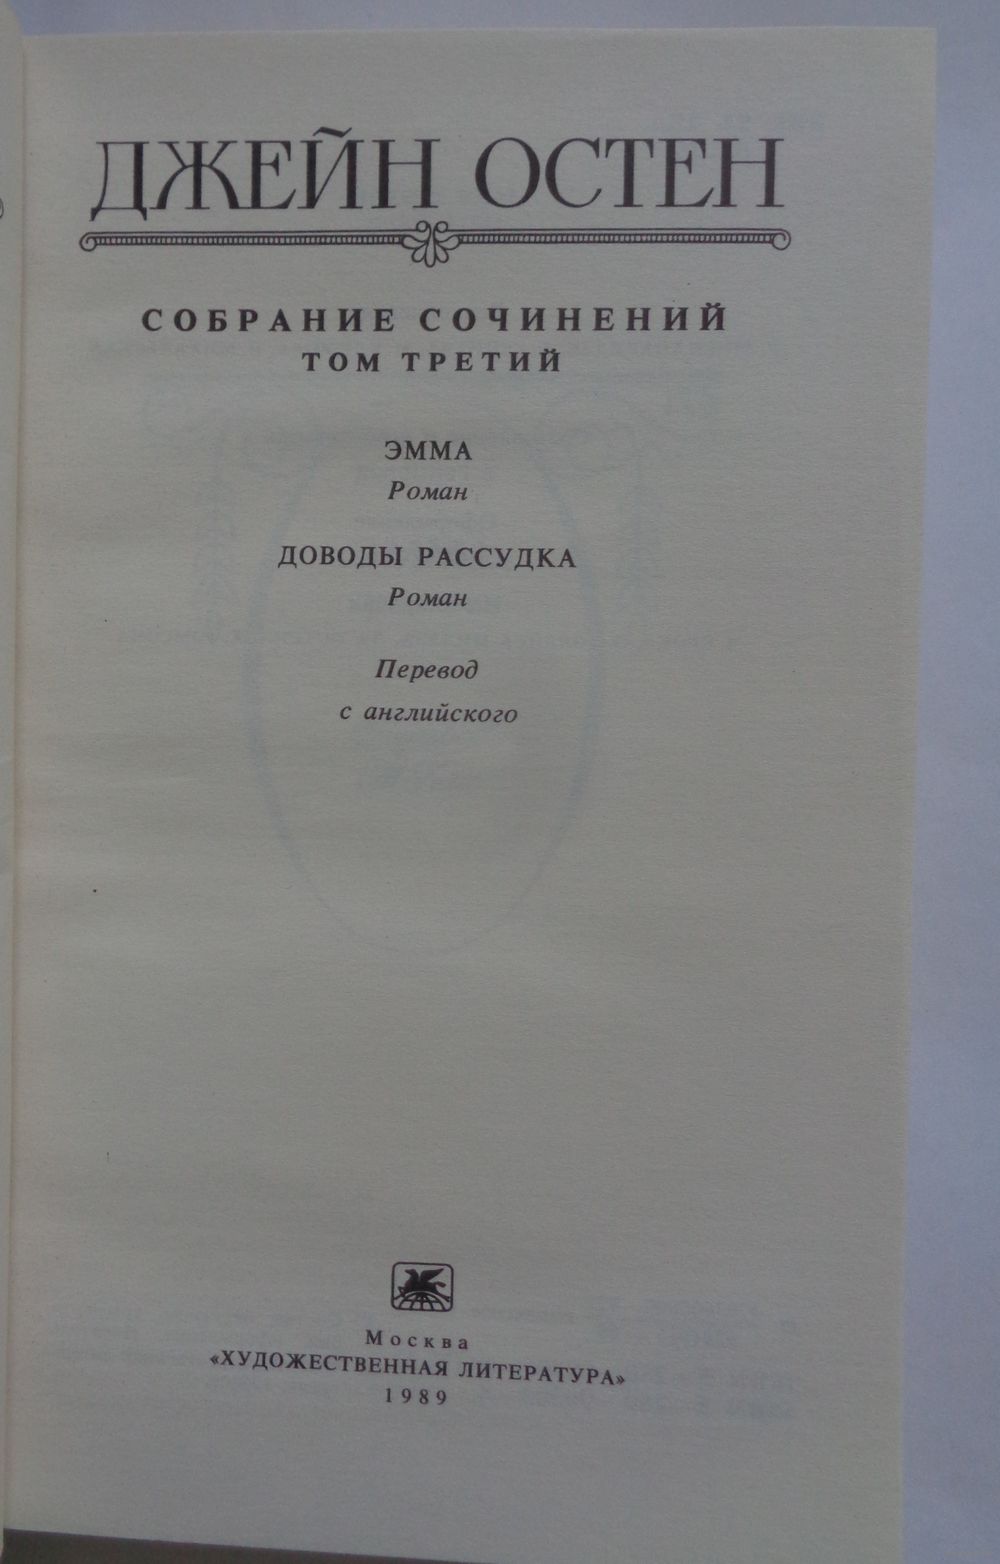 ДЖЕЙН ОСТЕН
СОБРАНИЕ СОЧИНЕНИЙ
ТОМ ТРЕТИЙ
ЭММА
Роман
ДОВОДЫ РАССУДКА
Роман
Перевод
с английского
Москва
«ХУДОЖЕСТВЕННАЯ ЛИТЕРАТУРА»
1989